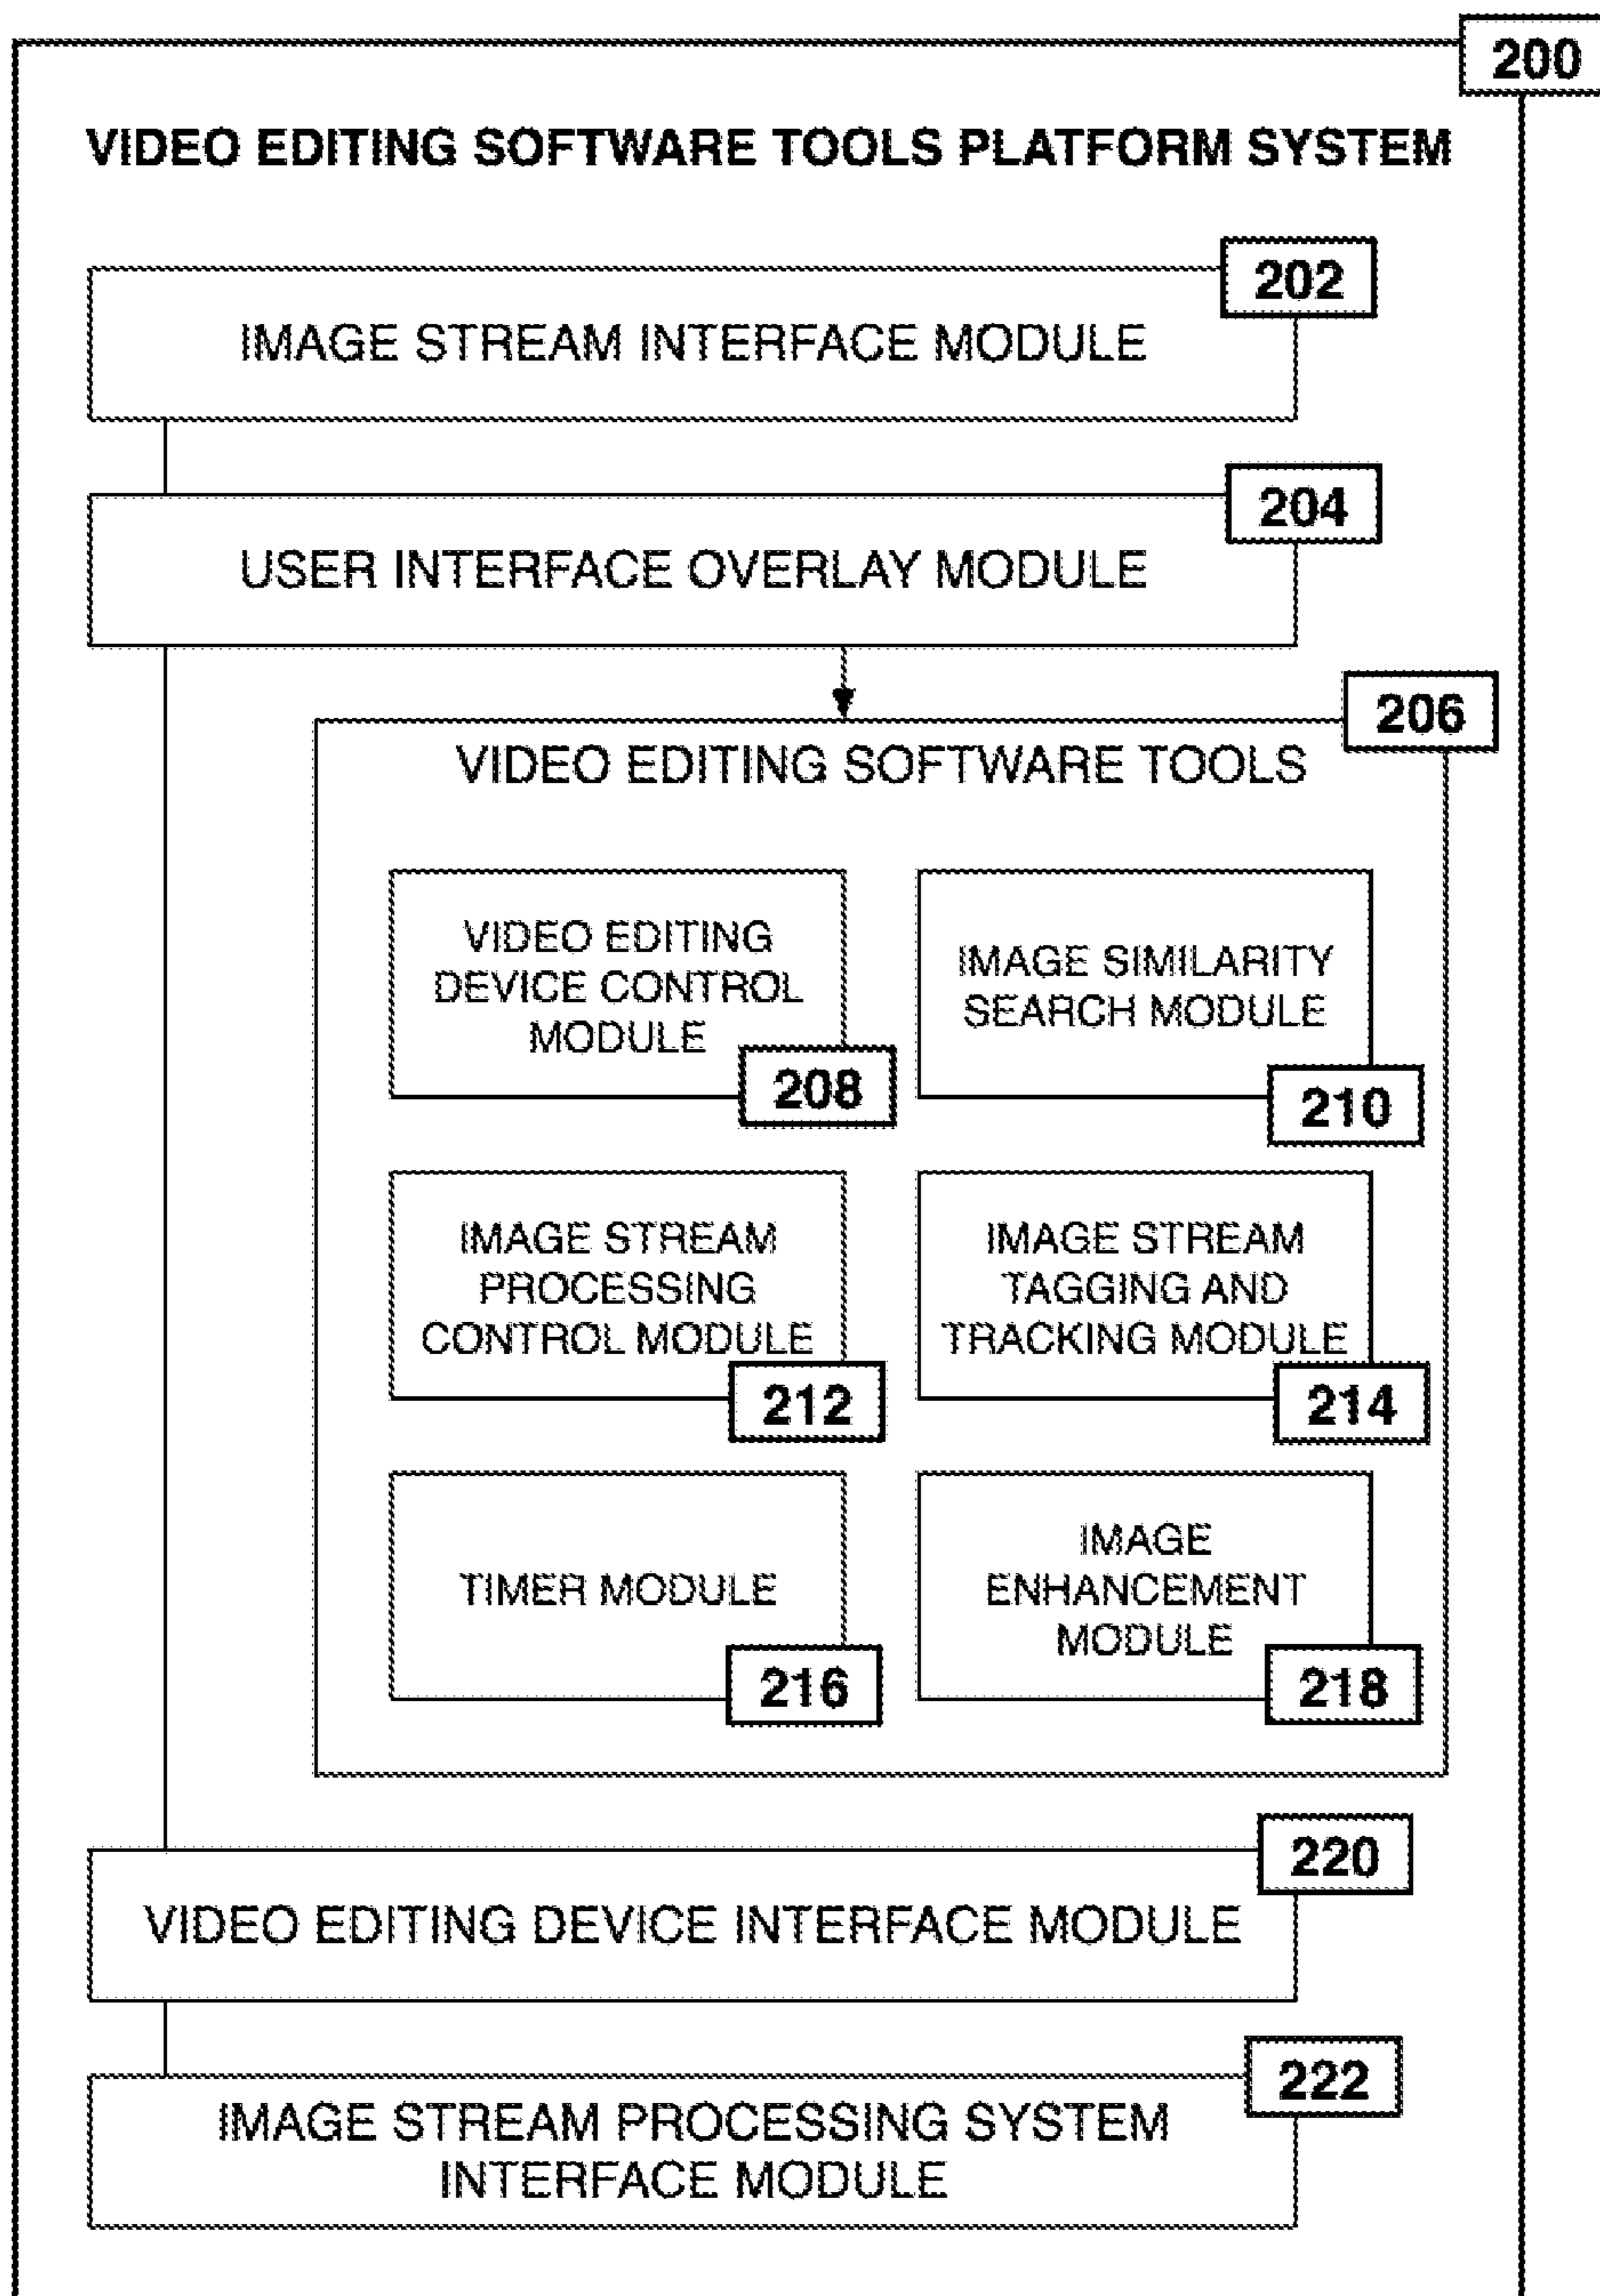 200
VIDEO EDITING SOFTWARE TOOLS PLATFORM SYSTEM
202
IMAGE STREAM INTERFACE MODULE
204
USER INTERFACE OVERLAY MODULE
206
VIDEO EDITING SOFTWARE TOOLS
VIDEO EDITING
DEVICE CONTROL
MODULE
208
IMAGE SIMILARITY
SEARCH MODULE
210
IMAGE STREAM
PROCESSING
CONTROL MODULE
212
IMAGE STREAM
TAGGING AND
TRACKING MODULE
214
TIMER MODULE
216
IMAGE
ENHANCEMENT
MODULE
218
220
VIDEO EDITING DEVICE INTERFACE MODULE
222
IMAGE STREAM PROCESSING SYSTEM
INTERFACE MODULE